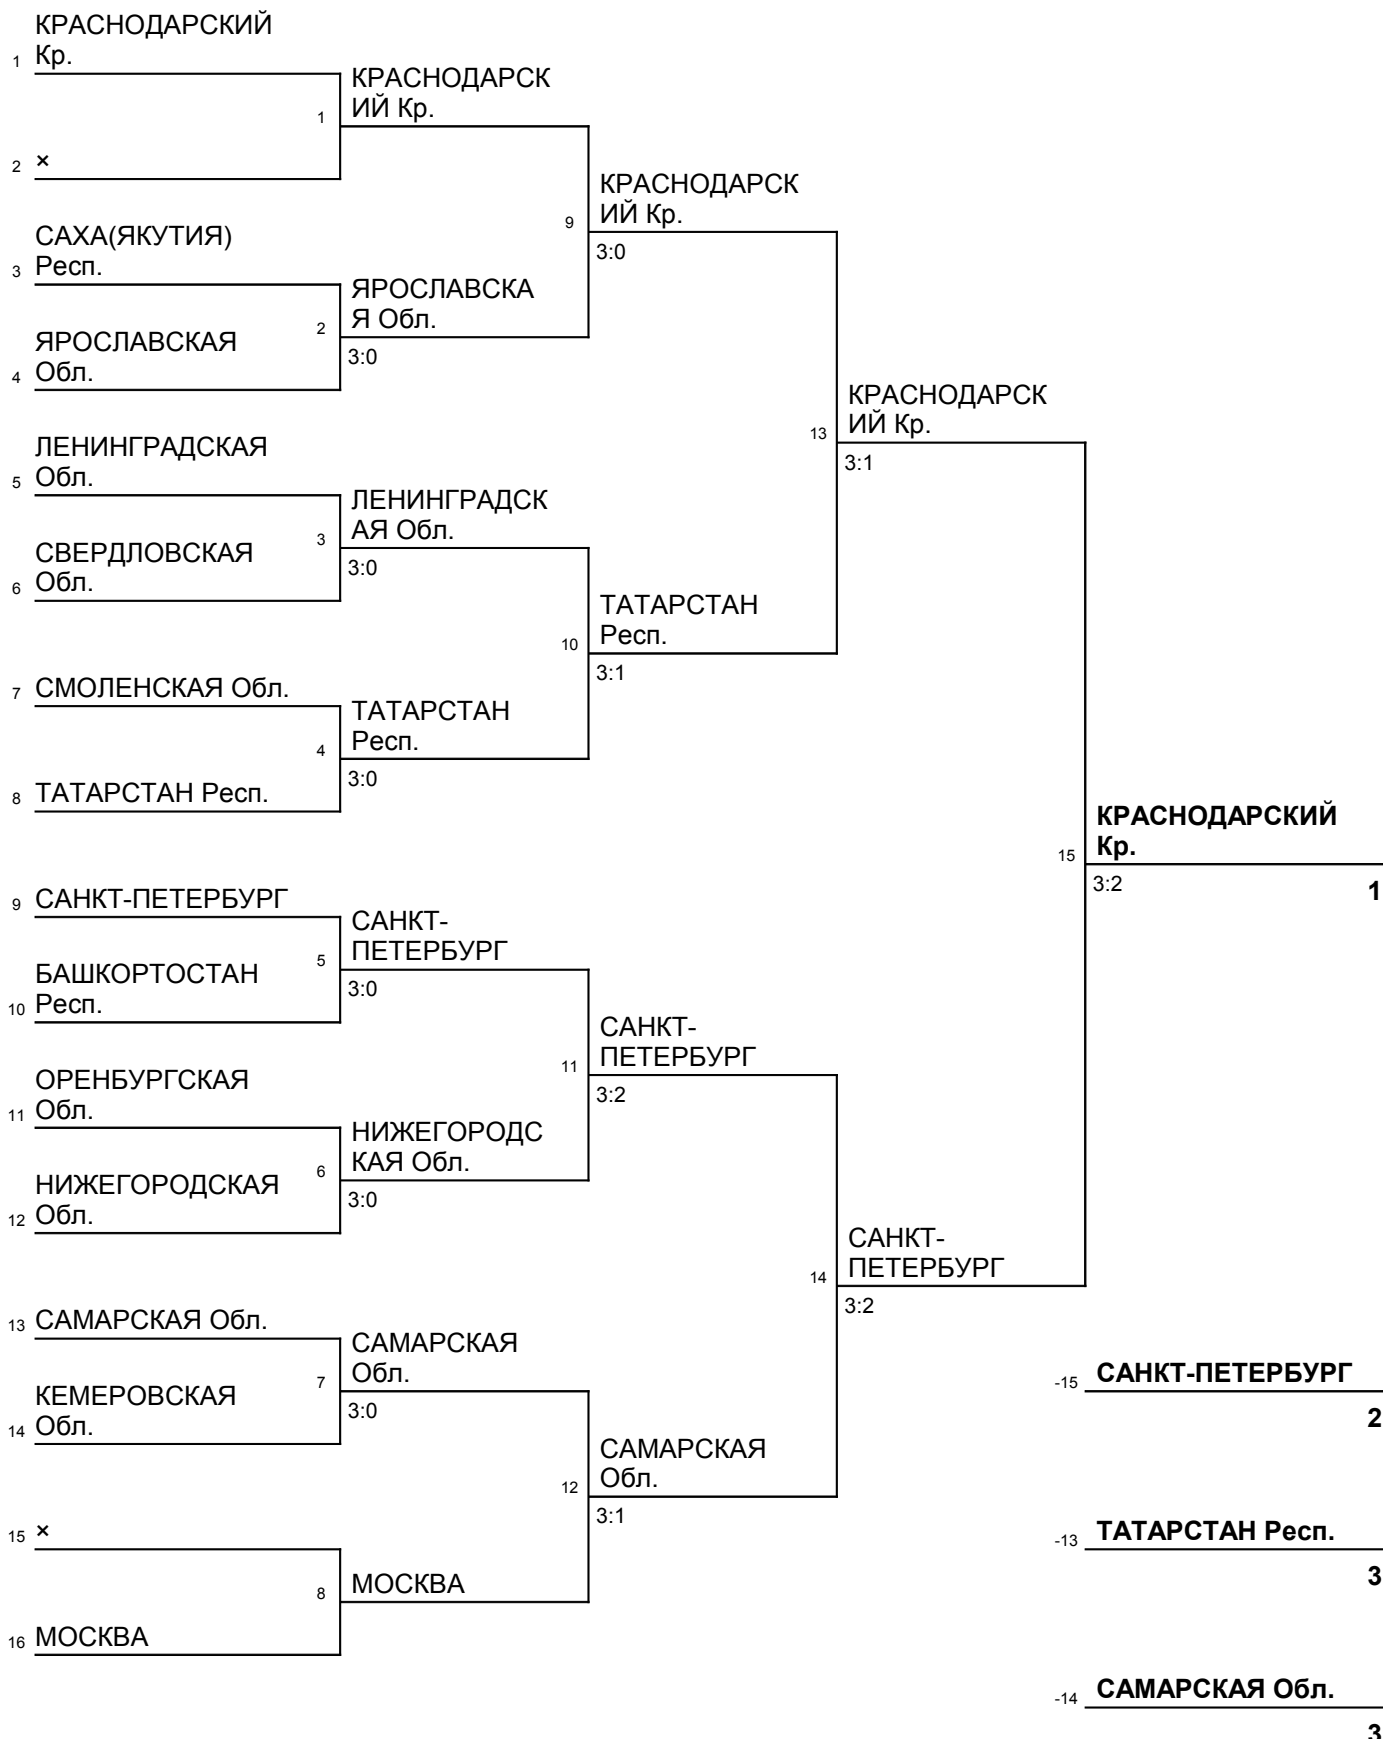 КРАСНОДАРСКИЙ
1 Кр.
КРАСНОДАРСК
ИЙ Кр.
1
2 ×
КРАСНОДАРСК
ИЙ Кр.
9
3:0
САХА(ЯКУТИЯ)
3 Респ.
ЯРОСЛАВСКА
Я Обл.
2
3:0
ЯРОСЛАВСКАЯ
4 Обл.
КРАСНОДАРСК
ИЙ Кр.
13
3:1
ЛЕНИНГРАДСКАЯ
5 Обл.
ЛЕНИНГРАДСК
АЯ Обл.
3
3:0
СВЕРДЛОВСКАЯ
6 Обл.
ТАТАРСТАН
Респ.
10
3:1
7 СМОЛЕНСКАЯ Обл.
ТАТАРСТАН
Респ.
4
3:0
8 ТАТАРСТАН Респ.
КРАСНОДАРСКИЙ
Кр.
15
3:2
1
9 САНКТ-ПЕТЕРБУРГ
САНКТ-
ПЕТЕРБУРГ
5
3:0
БАШКОРТОСТАН
10 Респ.
САНКТ-
ПЕТЕРБУРГ
11
3:2
ОРЕНБУРГСКАЯ
11 Обл.
НИЖЕГОРОДС
КАЯ Обл.
6
3:0
НИЖЕГОРОДСКАЯ
12 Обл.
САНКТ-
ПЕТЕРБУРГ
14
3:2
13 САМАРСКАЯ Обл.
САМАРСКАЯ
Обл.
7
3:0
КЕМЕРОВСКАЯ
14 Обл.
-15 САНКТ-ПЕТЕРБУРГ
2
САМАРСКАЯ
Обл.
12
3:1
15 ×
-13 ТАТАРСТАН Респ.
3
8
МОСКВА
16 МОСКВА
-14 САМАРСКАЯ Обл.
3